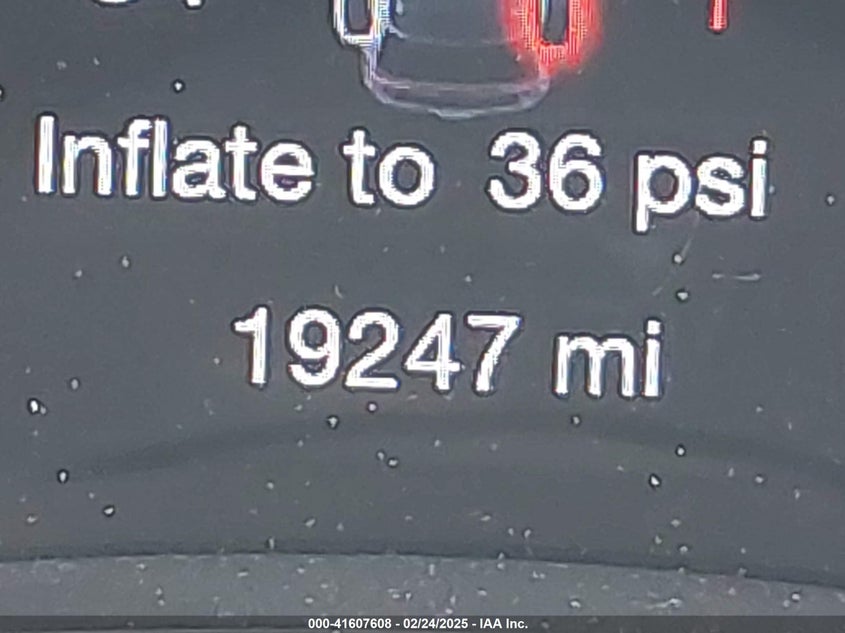 Inflate to 36 psi
19247 mi
000-41607608 - 02/24/2025 - IAA Inc.